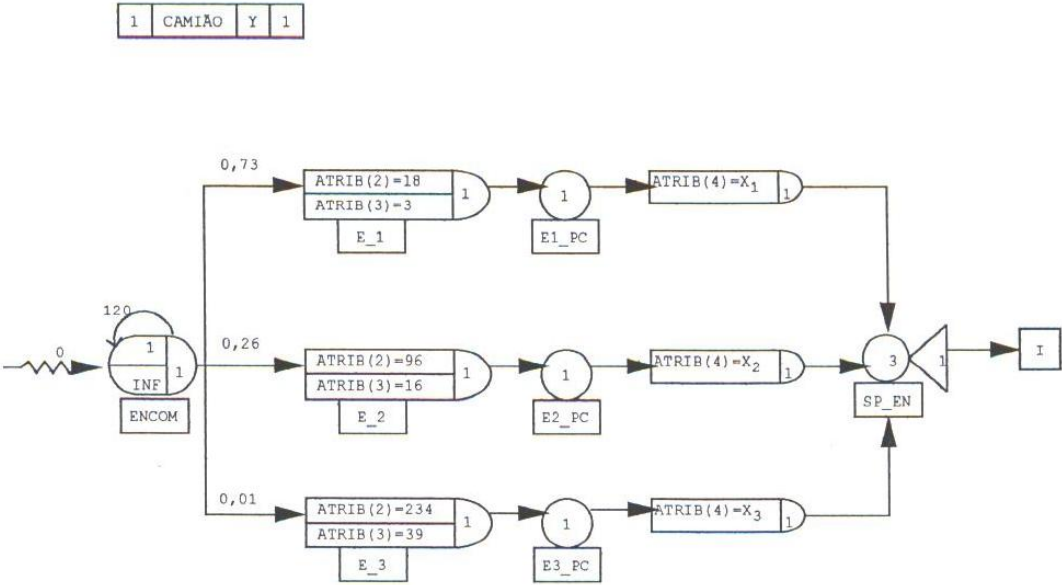 1 CAMIÃO Y 1
0,73
ATRIB(2)=18
ATRIB(3)=3
1
E_1
1
E1_PC
ATRIB(4)=X1
1
120
0
1
INF
1
ENCOM
0,26
ATRIB(2)=96
ATRIB(3)=16
1
E_2
1
E2_PC
ATRIB(4)=X2
1
3
1
SP_EN
I
0,01
ATRIB(2)=234
ATRIB(3)=39
1
E_3
1
E3_PC
ATRIB(4)=X3
1